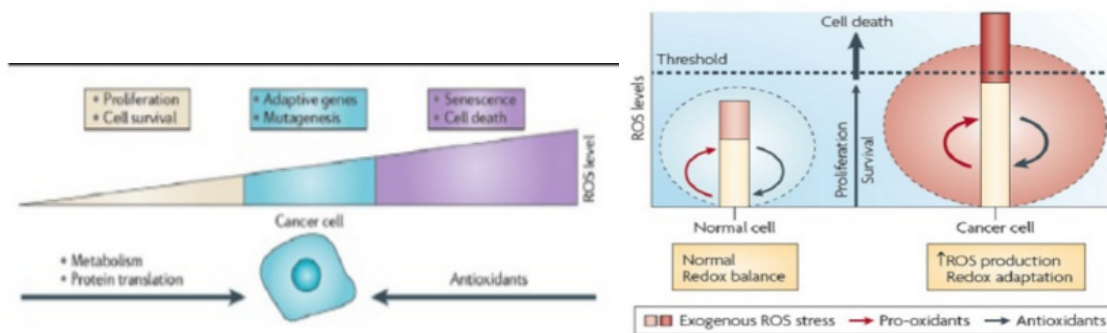 • Proliferation
• Cell survival
• Adaptive genes
• Mutagenesis
• Senescence
• Cell death
ROS level
Cancer cell
• Metabolism
• Protein translation
Antioxidants
Cell death
Threshold
ROS levels
Proliferation
Survival
Normal cell
Cancer cell
Normal
Redox balance
↑ROS production
Redox adaptation
Exogenous ROS stress
Pro-oxidants
Antioxidants